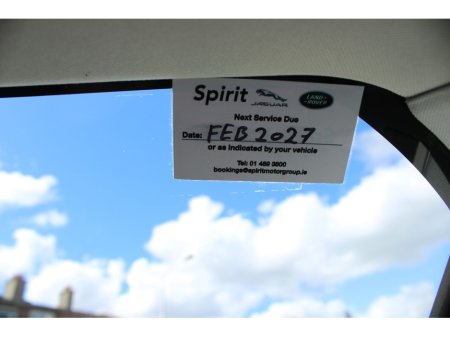 Spirit JAGUAR LAND ROVER
Next Service Due
Date: FEB 2027
or as indicated by your vehicle
Tel: 01 489 3600
bookings@spiritmotorgroup.ie